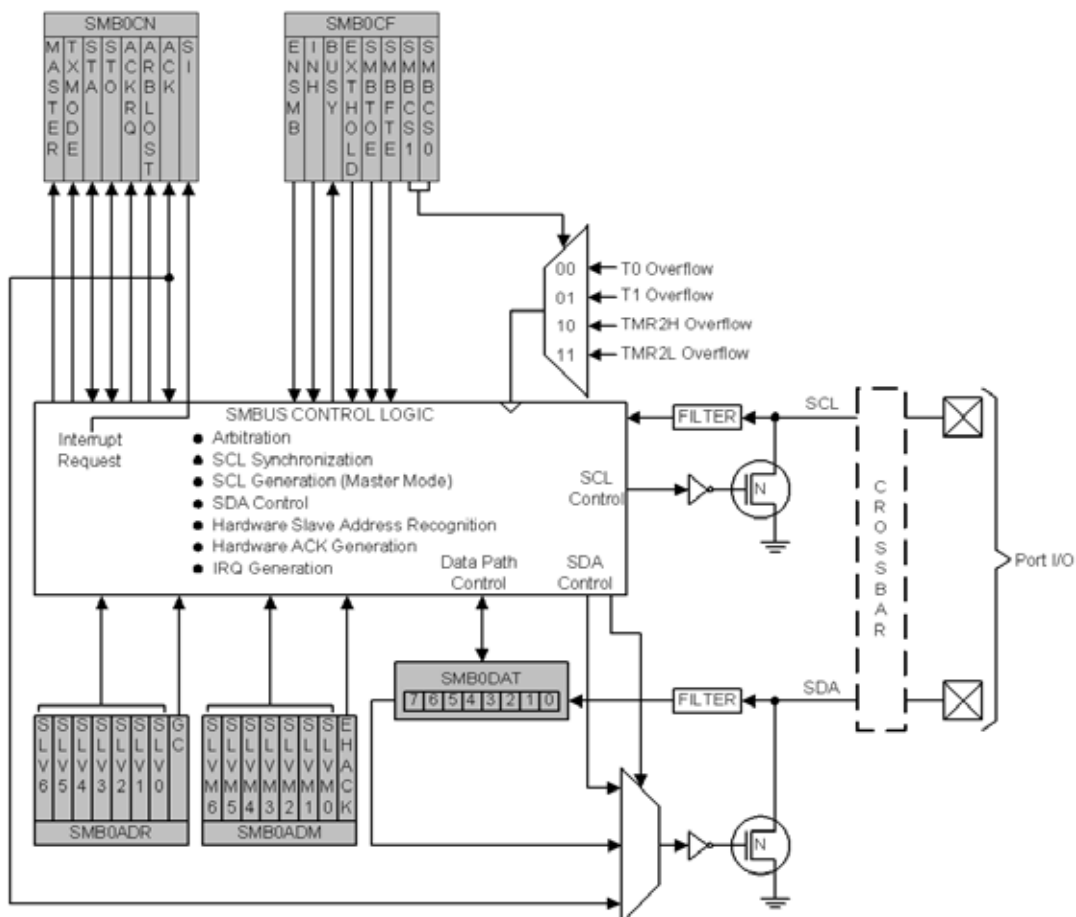 SMB0CN
MASTER
TXMODE
STA
STO
ACKRQ
ARBLOST
ACK
SI
SMB0CF
ENSMB
INH
BUSY
EXTHOLD
SMBTOE
SMBFTE
SMBCS1
SMBCS0
00
01
10
11
T0 Overflow
T1 Overflow
TMR2H Overflow
TMR2L Overflow
SMBUS CONTROL LOGIC
Interrupt
Request
Arbitration
SCL Synchronization
SCL Generation (Master Mode)
SDA Control
Hardware Slave Address Recognition
Hardware ACK Generation
IRQ Generation
Data Path
Control
SDA
Control
SCL
Control
FILTER
SCL
N
CROSSBAR
Port I/O
SMB0DAT
7 6 5 4 3 2 1 0
FILTER
SDA
N
SLV6
SLV5
SLV4
SLV3
SLV2
SLV1
SLV0
GC
SMB0ADR
SLVM6
SLVM5
SLVM4
SLVM3
SLVM2
SLVM1
SLVM0
EHACK
SMB0ADM